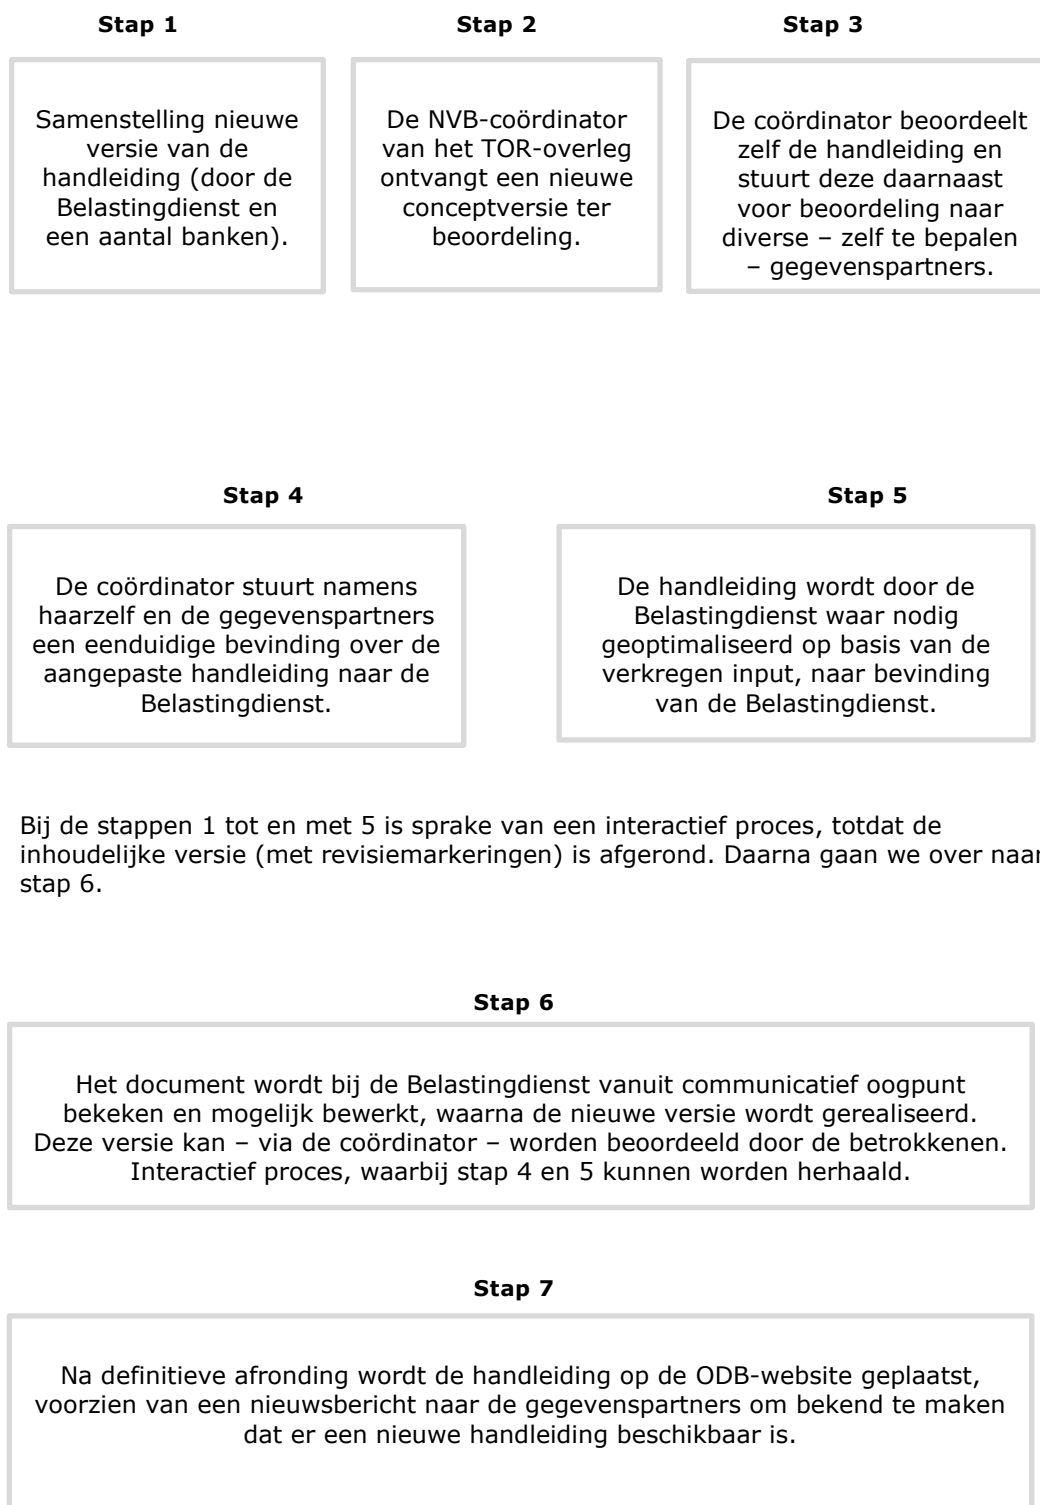 Stap 1
Samenstelling nieuwe
versie van de
handleiding (door de
Belastingdienst en
een aantal banken).
Stap 2
De NVB-coördinator
van het TOR-overleg
ontvangt een nieuwe
conceptversie ter
beoordeling.
Stap 3
De coördinator beoordeelt
zelf de handleiding en
stuurt deze daarnaast
voor beoordeling naar
diverse – zelf te bepalen
– gegevenspartners.
Stap 4
De coördinator stuurt namens
haarzelf en de gegevenspartners
een eenduidige bevinding over de
aangepaste handleiding naar de
Belastingdienst.
Stap 5
De handleiding wordt door de
Belastingdienst waar nodig
geoptimaliseerd op basis van de
verkregen input, naar bevinding
van de Belastingdienst.
Bij de stappen 1 tot en met 5 is sprake van een interactief proces, totdat de
inhoudelijke versie (met revisiemarkeringen) is afgerond. Daarna gaan we over naar
stap 6.
Stap 6
Het document wordt bij de Belastingdienst vanuit communicatief oogpunt
bekeken en mogelijk bewerkt, waarna de nieuwe versie wordt gerealiseerd.
Deze versie kan – via de coördinator – worden beoordeeld door de betrokkenen.
Interactief proces, waarbij stap 4 en 5 kunnen worden herhaald.
Stap 7
Na definitieve afronding wordt de handleiding op de ODB-website geplaatst,
voorzien van een nieuwsbericht naar de gegevenspartners om bekend te maken
dat er een nieuwe handleiding beschikbaar is.